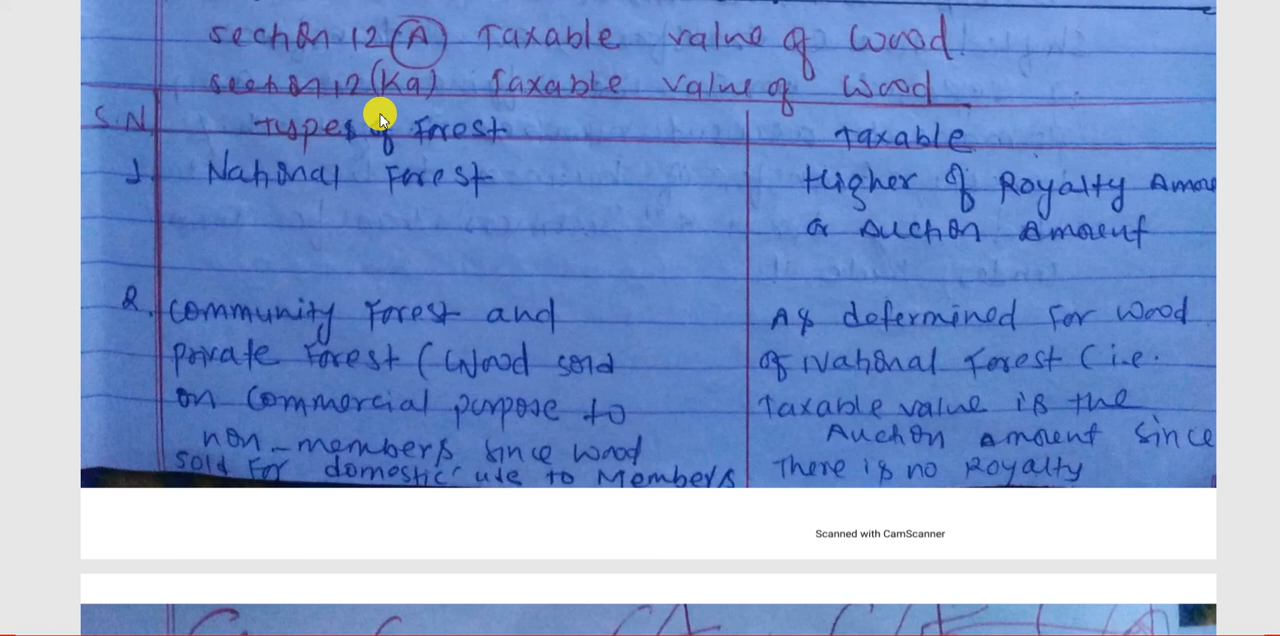 Section 12 (A) Taxable value of Wood
Section 12 (Ka) Taxable value of Wood
S.N. Types of Forest Taxable
1. National Forest Higher of Royalty Amou
or Auction Amount
2. Community Forest and As determined For Wood
private Forest (Wood sold of National Forest (i.e.
on Commercial purpose to Taxable value is the
non-members since wood Auction Amount since
sold For domestic use to Members There is no Royalty
Scanned with CamScanner